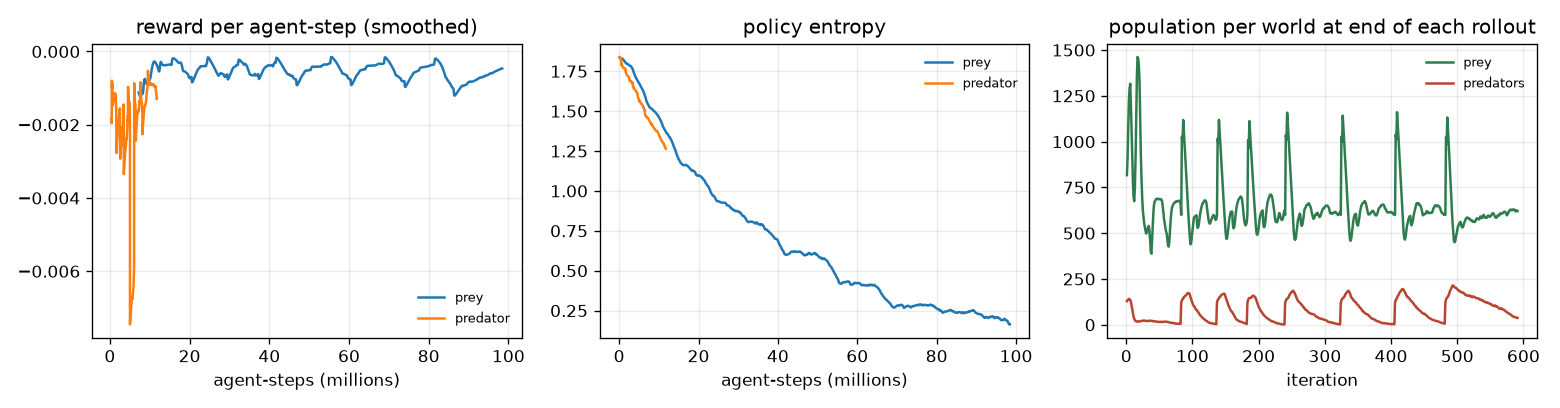 reward per agent-step (smoothed)
0.000
−0.002
−0.004
−0.006
prey
predator
0 20 40 60 80 100
agent-steps (millions)
policy entropy
1.75
1.50
1.25
1.00
0.75
0.50
0.25
prey
predator
0 20 40 60 80 100
agent-steps (millions)
population per world at end of each rollout
1500
1250
1000
750
500
250
0
prey
predators
0 100 200 300 400 500 600
iteration